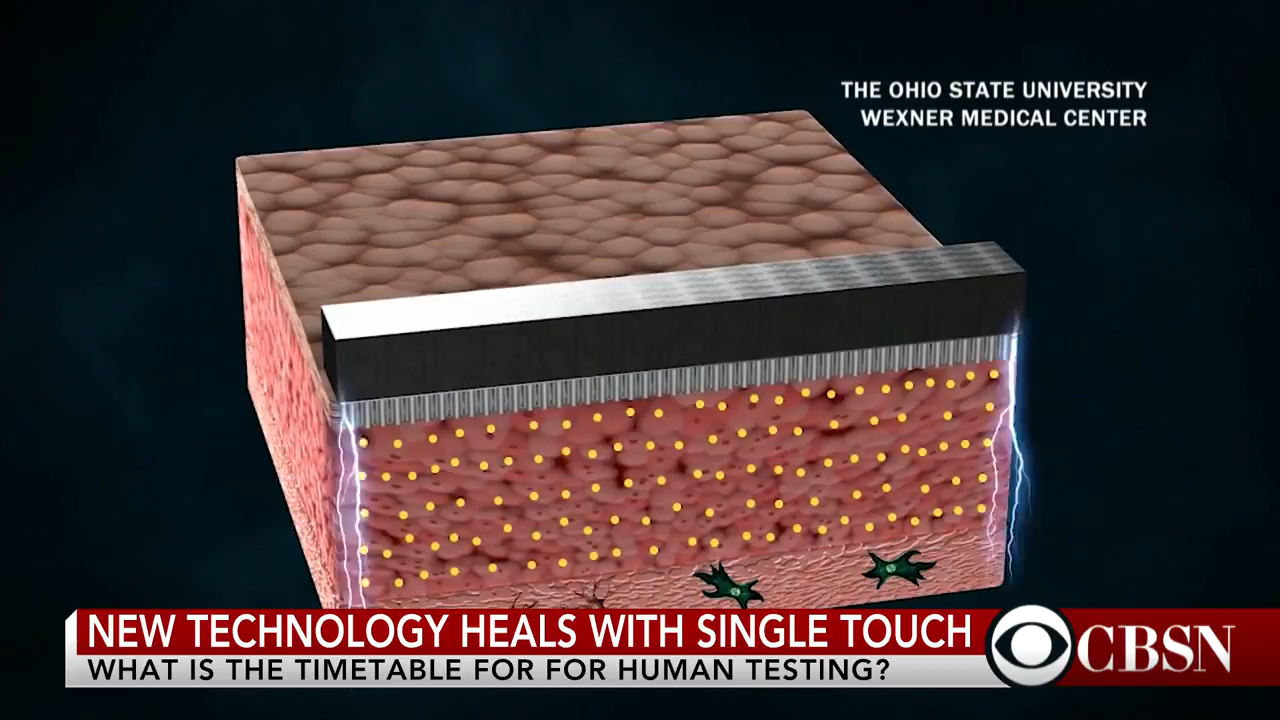 THE OHIO STATE UNIVERSITY
WEXNER MEDICAL CENTER
NEW TECHNOLOGY HEALS WITH SINGLE TOUCH
WHAT IS THE TIMETABLE FOR FOR HUMAN TESTING?
CBSN